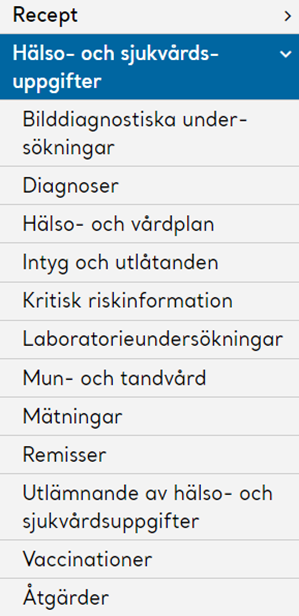 Recept
Hälso- och sjukvårds-
uppgifter
Bilddiagnostiska under-
sökningar
Diagnoser
Hälso- och vårdplan
Intyg och utlåtanden
Kritisk riskinformation
Laboratorieundersökningar
Mun- och tandvård
Mätningar
Remisser
Utlämnande av hälso- och
sjukvårdsuppgifter
Vaccinationer
Åtgärder